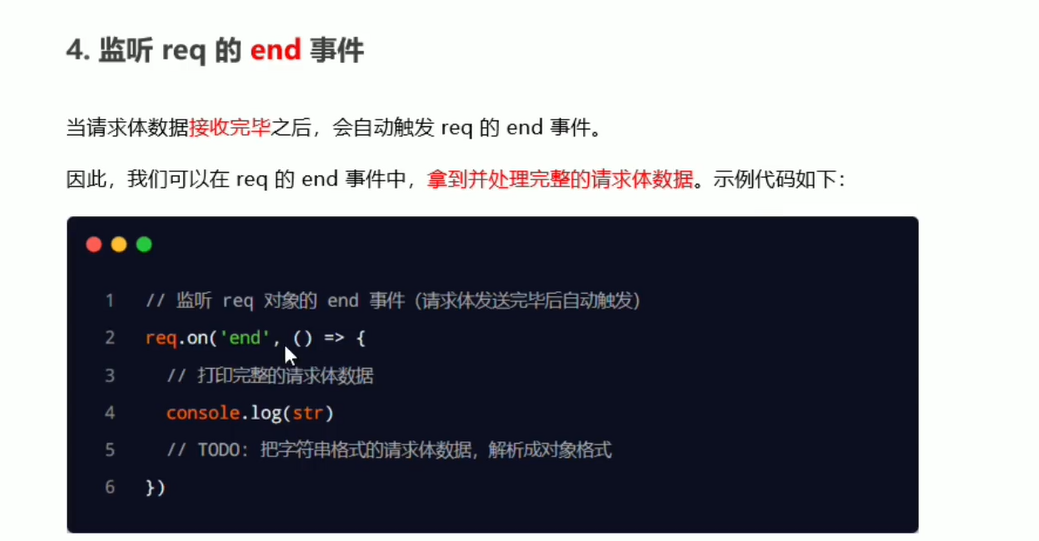 4. 监听 req 的 end 事件
当请求体数据接收完毕之后，会自动触发 req 的 end 事件。
因此，我们可以在 req 的 end 事件中，拿到并处理完整的请求体数据。示例代码如下：
1 // 监听 req 对象的 end 事件（请求体发送完毕后自动触发）
2 req.on('end', () => {
3 // 打印完整的请求体数据
4 console.log(str)
5 // TODO: 把字符串格式的请求体数据，解析成对象格式
6 })